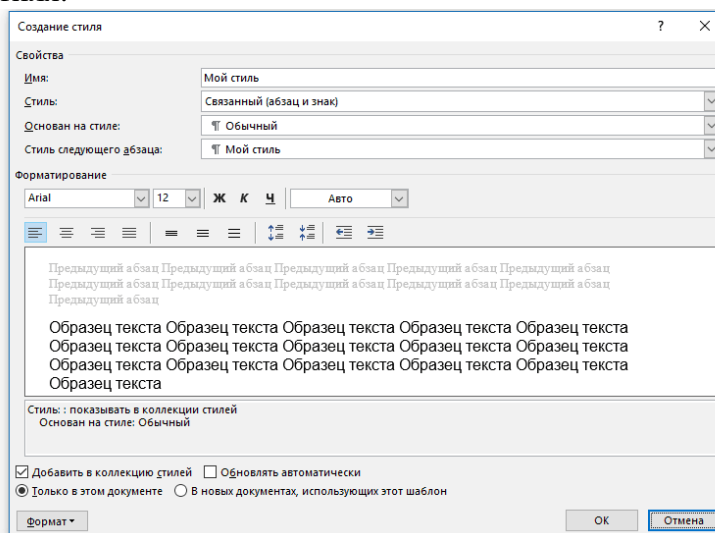 Создание стиля ? ×
Свойства
Имя: Мой стиль
Стиль: Связанный (абзац и знак)
Основан на стиле: ¶ Обычный
Стиль следующего абзаца: ¶ Мой стиль
Форматирование
Arial 12 Ж К Ч Авто
Предыдущий абзац Предыдущий абзац Предыдущий абзац Предыдущий абзац Предыдущий абзац
Предыдущий абзац Предыдущий абзац Предыдущий абзац Предыдущий абзац Предыдущий абзац
Предыдущий абзац
Образец текста Образец текста Образец текста Образец текста Образец текста
Образец текста Образец текста Образец текста Образец текста Образец текста
Образец текста Образец текста Образец текста Образец текста Образец текста
Образец текста
Стиль: : показывать в коллекции стилей
Основан на стиле: Обычный
Добавить в коллекцию стилей Обновлять автоматически
Только в этом документе В новых документах, использующих этот шаблон
Формат ОК Отмена